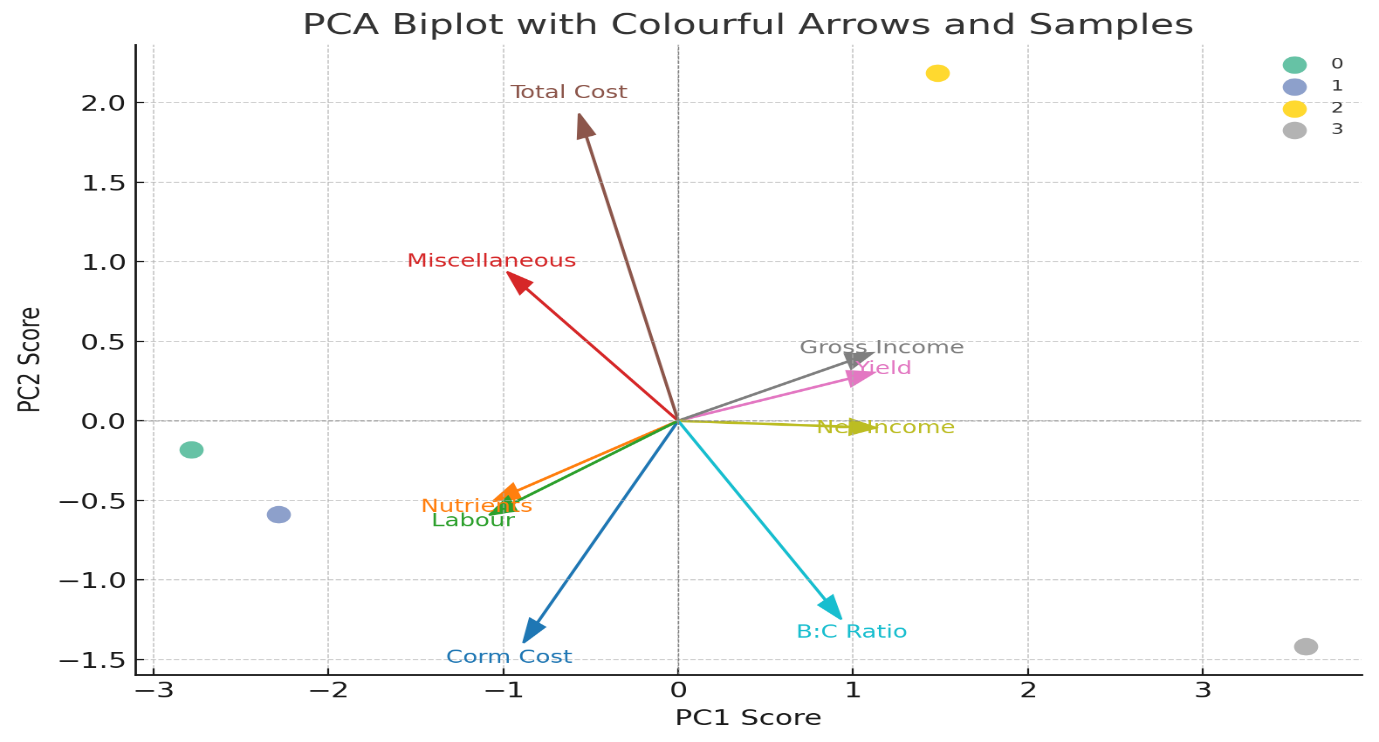 PCA Biplot with Colourful Arrows and Samples
0
1
2
3
Total Cost
Miscellaneous
Gross Income
Yield
Net Income
Nutrients
Labour
B:C Ratio
Corm Cost
2.0
1.5
1.0
0.5
0.0
−0.5
−1.0
−1.5
PC2 Score
−3 −2 −1 0 1 2 3
PC1 Score